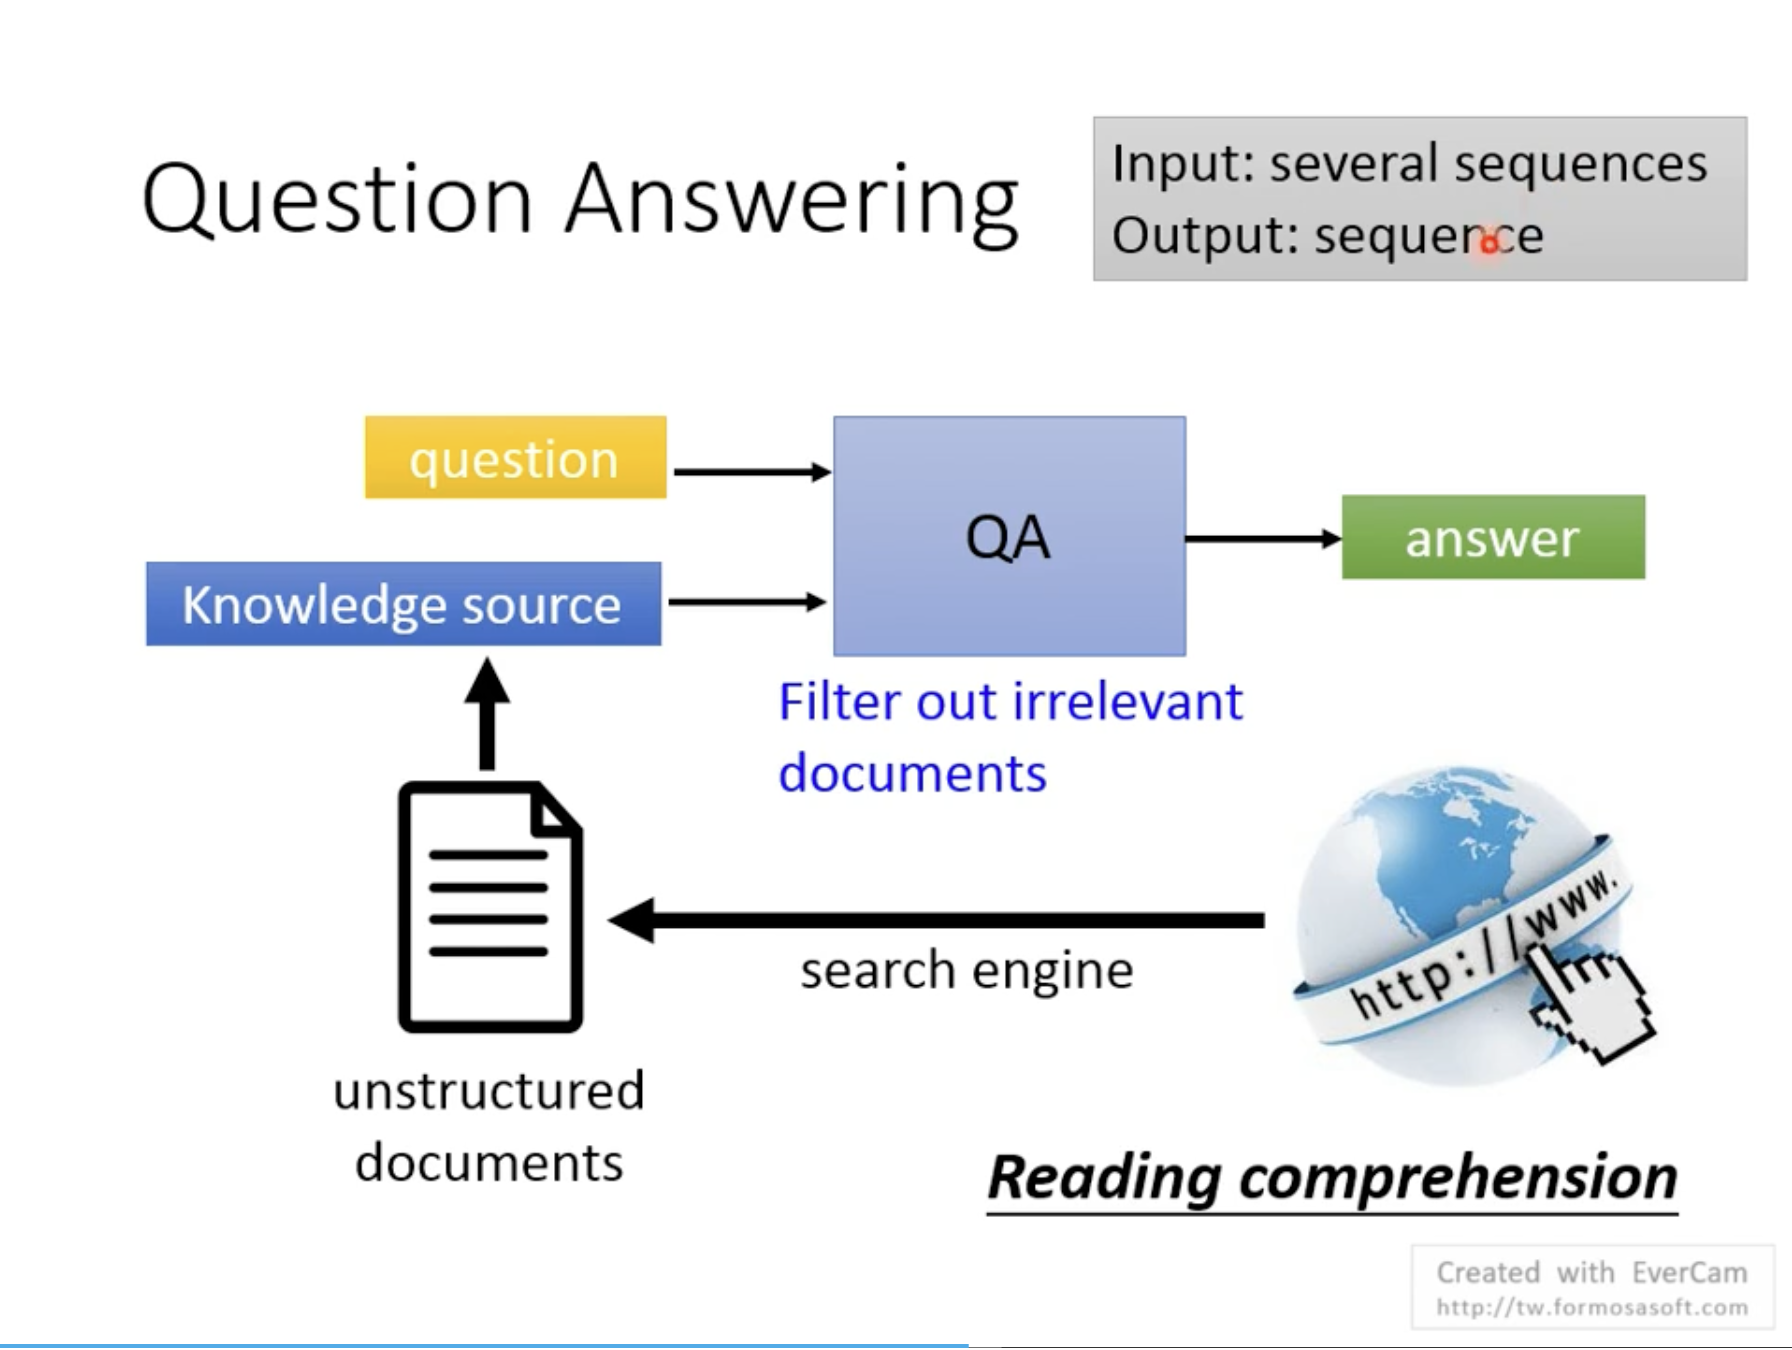 Question Answering
Input: several sequences
Output: sequence
question
Knowledge source
QA
answer
Filter out irrelevant
documents
search engine
http://www.
unstructured
documents
Reading comprehension
Created with EverCam
http://tw.formosasoft.com